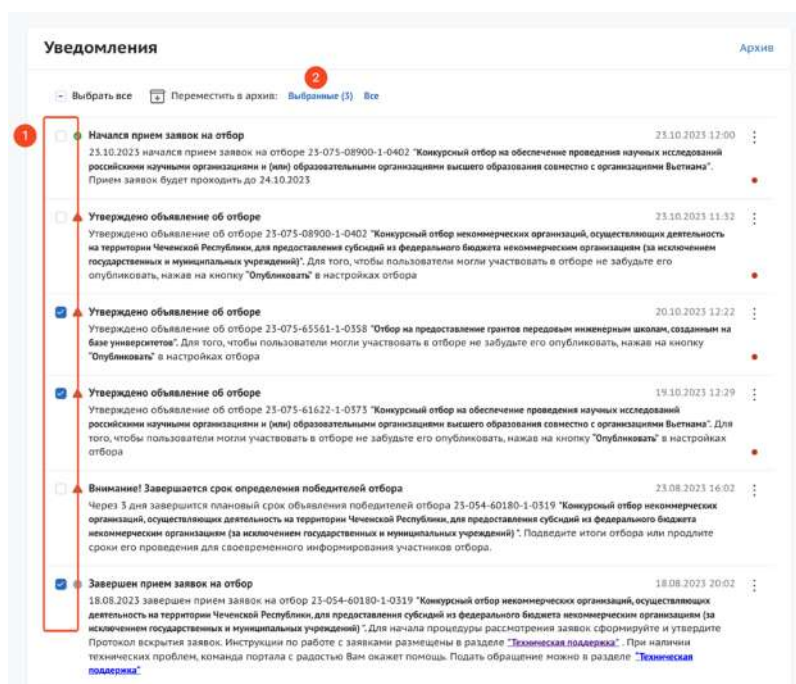 Уведомления
Архив
2
Выбрать все Переместить в архив: Выбранные (3) Все
1
Начался прием заявок на отбор 23.10.2023 12:00
23.10.2023 начался прием заявок на отборе 23-075-08900-1-0402 "Конкурсный отбор на обеспечение проведения научных исследований
российскими научными организациями и (или) образовательными организациями высшего образования совместно с организациями Вьетнама".
Прием заявок будет проходить до 24.10.2023
Утверждено объявление об отборе 23.10.2023 11:32
Утверждено объявление об отборе 23-075-08900-1-0402 "Конкурсный отбор некоммерческих организаций, осуществляющих деятельность
на территории Чеченской Республики, для предоставления субсидий из федерального бюджета некоммерческим организациям (за исключением
государственных и муниципальных учреждений)". Для того, чтобы пользователи могли участвовать в отборе не забудьте его
опубликовать, нажав на кнопку "Опубликовать" в настройках отбора
Утверждено объявление об отборе 20.10.2023 12:22
Утверждено объявление об отборе 23-075-65561-1-0358 "Отбор на предоставление грантов передовым инженерным школам, созданным на
базе университетов". Для того, чтобы пользователи могли участвовать в отборе не забудьте его опубликовать, нажав на кнопку
"Опубликовать" в настройках отбора
Утверждено объявление об отборе 19.10.2023 12:29
Утверждено объявление об отборе 23-075-61622-1-0373 "Конкурсный отбор на обеспечение проведения научных исследований
российскими научными организациями и (или) образовательными организациями высшего образования совместно с организациями Вьетнама". Для
того, чтобы пользователи могли участвовать в отборе не забудьте его опубликовать, нажав на кнопку "Опубликовать" в настройках
отбора
Внимание! Завершается срок определения победителей отбора 23.08.2023 16:02
Через 3 дня завершится плановый срок объявления победителей отбора 23-054-60180-1-0319 "Конкурсный отбор некоммерческих
организаций, осуществляющих деятельность на территории Чеченской Республики, для предоставления субсидий из федерального бюджета
некоммерческим организациям (за исключением государственных и муниципальных учреждений) ". Подведите итоги отбора или продлите
сроки его проведения для своевременного информирования участников отбора.
Завершен прием заявок на отбор 18.08.2023 20:02
18.08.2023 завершен прием заявок на отбор 23-054-60180-1-0319 "Конкурсный отбор некоммерческих организаций, осуществляющих
деятельность на территории Чеченской Республики, для предоставления субсидий из федерального бюджета некоммерческим организациям (за
исключением государственных и муниципальных учреждений) ". Для начала процедуры рассмотрения заявок сформируйте и утвердите
Протокол вскрытия заявок. Инструкции по работе с заявками размещены в разделе "Техническая поддержка" . При наличии
технических проблем, команда портала с радостью Вам окажет помощь. Подать обращение можно в разделе "Техническая
поддержка"